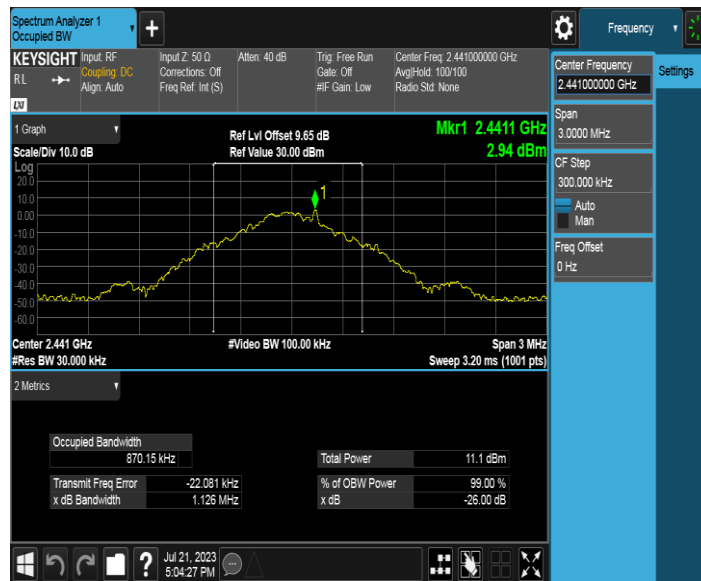 Spectrum Analyzer 1
Occupied BW
+
Frequency
KEYSIGHT
RL
LXI
Input: RF
Coupling: DC
Align: Auto
Input Z: 50 Ω
Corrections: Off
Freq Ref: Int (S)
Atten: 40 dB
Trig: Free Run
Gate: Off
#IF Gain: Low
Center Freq: 2.441000000 GHz
Avg|Hold: 100/100
Radio Std: None
Center Frequency
2.441000000 GHz
Settings
Span
3.0000 MHz
CF Step
300.000 kHz
Auto
Man
Freq Offset
0 Hz
1 Graph
Scale/Div 10.0 dB
Ref Lvl Offset 9.65 dB
Ref Value 30.00 dBm
Mkr1 2.4411 GHz
2.94 dBm
Log
20.0
10.0
0.00
-10.0
-20.0
-30.0
-40.0
-50.0
-60.0
1
Center 2.441 GHz
#Res BW 30.000 kHz
#Video BW 100.00 kHz
Span 3 MHz
Sweep 3.20 ms (1001 pts)
2 Metrics
Occupied Bandwidth
870.15 kHz
Total Power 11.1 dBm
Transmit Freq Error -22.081 kHz
% of OBW Power 99.00 %
x dB Bandwidth 1.126 MHz
x dB -26.00 dB
?
Jul 21, 2023
5:04:27 PM